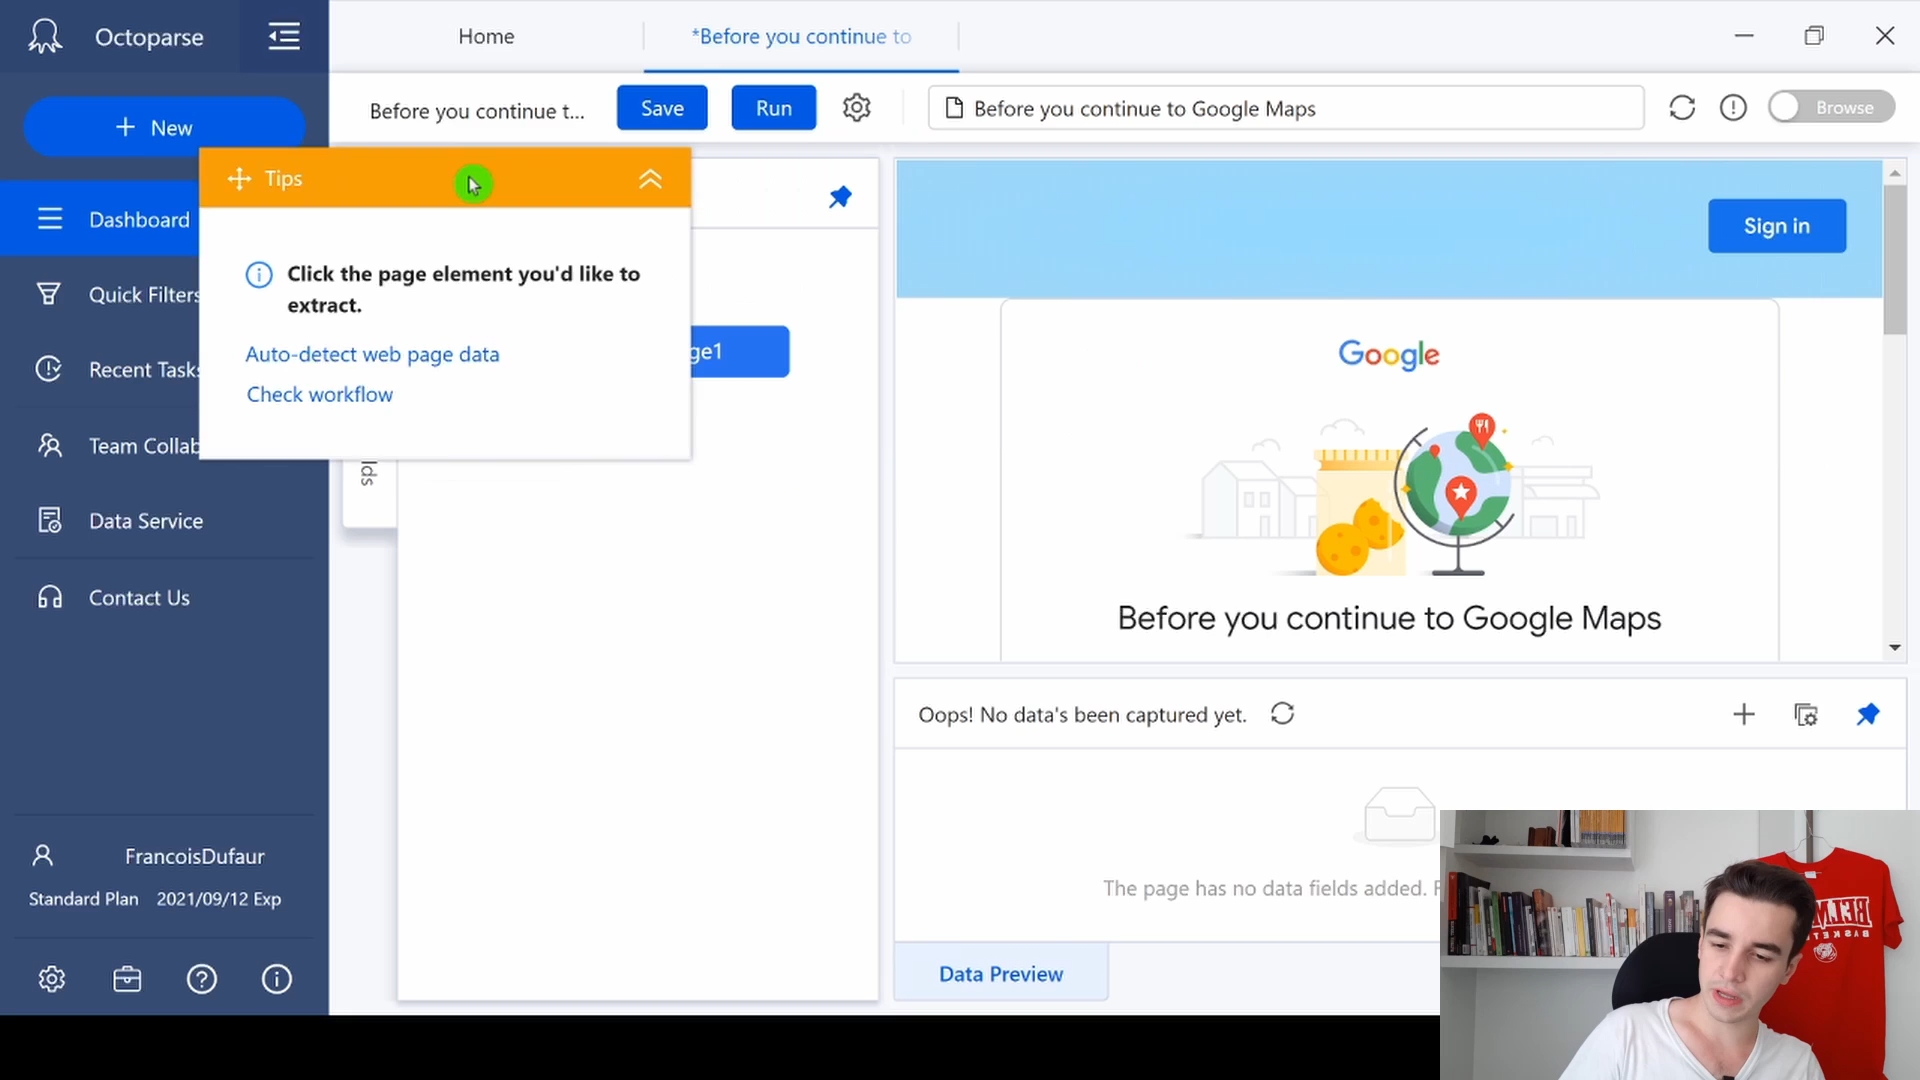 Octoparse
Home
*Before you continue to
New
Before you continue t...
Save
Run
Before you continue to Google Maps
Browse
Tips
Click the page element you'd like to
extract.
Auto-detect web page data
Check workflow
Dashboard
Quick Filters
Recent Tasks
Team Collab
Data Service
Contact Us
ge1
lds
Sign in
Google
Before you continue to Google Maps
Oops! No data's been captured yet.
The page has no data fields added.
Data Preview
FrancoisDufaur
Standard Plan 2021/09/12 Exp